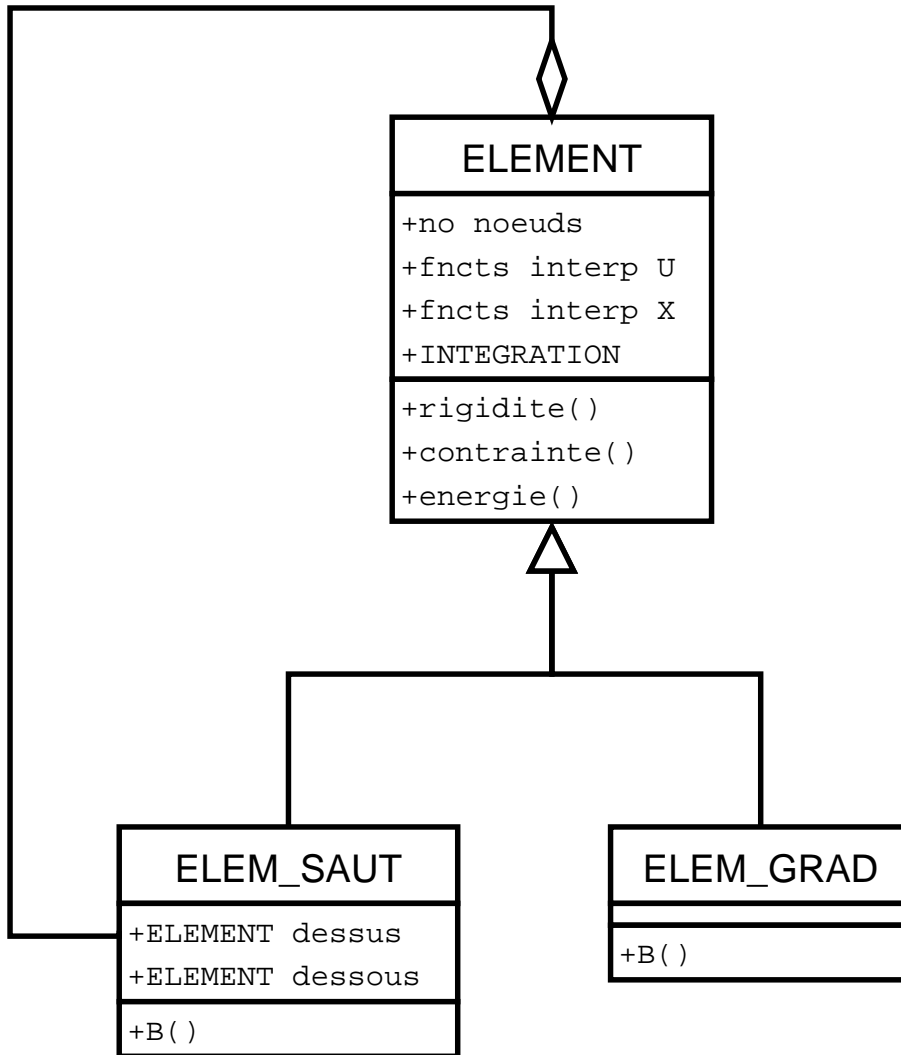 ELEMENT
+no noeuds
+fncts interp U
+fncts interp X
+INTEGRATION
+rigidite()
+contrainte()
+energie()
ELEM_SAUT
+ELEMENT dessus
+ELEMENT dessous
+B()
ELEM_GRAD
+B()